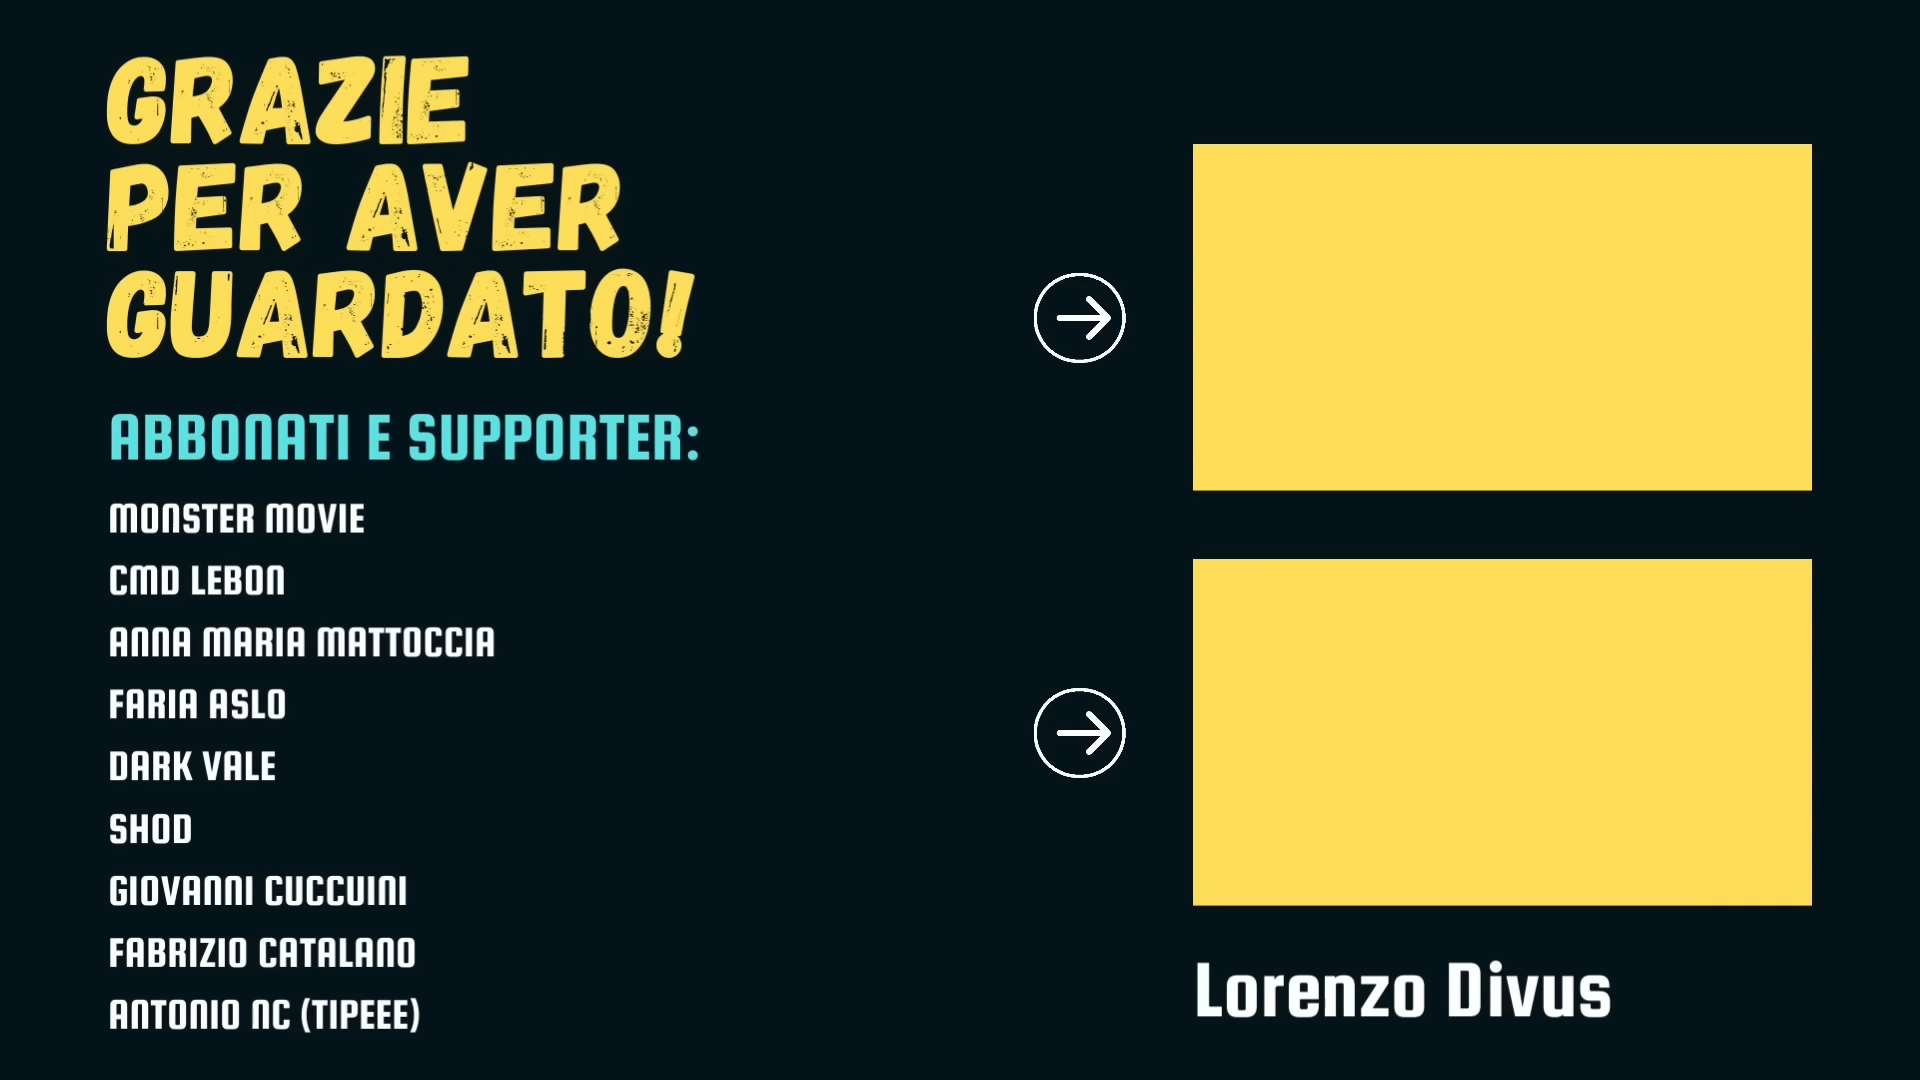 GRAZIE
PER AVER
GUARDATO!
ABBONATI E SUPPORTER:
MONSTER MOVIE
CMD LEBON
ANNA MARIA MATTOCCIA
FARIA ASLO
DARK VALE
SHOD
GIOVANNI CUCCUINI
FABRIZIO CATALANO
ANTONIO NC (TIPEEE)
Lorenzo Divus